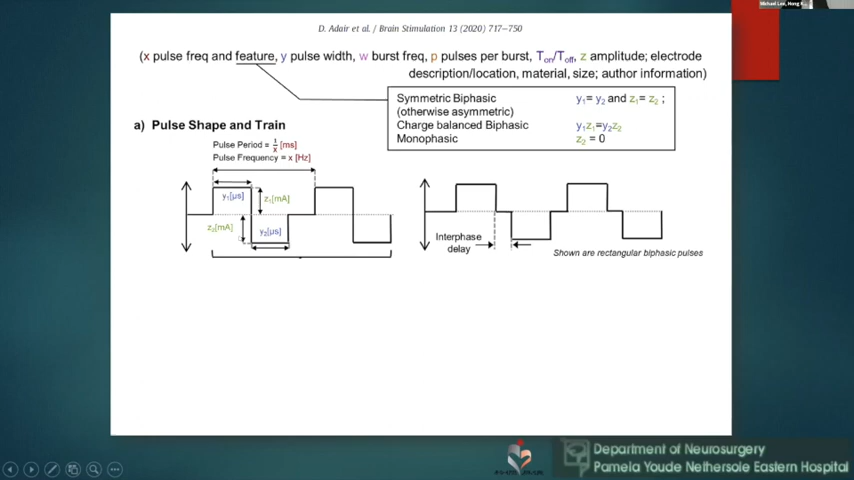 Michael Lee, Hong K...
D. Adair et al. / Brain Stimulation 13 (2020) 717–750
(x pulse freq and feature, y pulse width, w burst freq, p pulses per burst, Ton/Toff, z amplitude; electrode
description/location, material, size; author information)
Symmetric Biphasic y₁= y₂ and z₁= z₂ ;
(otherwise asymmetric)
Charge balanced Biphasic y₁z₁=y₂z₂
Monophasic z₂ = 0
a) Pulse Shape and Train
Pulse Period = 1/x [ms]
Pulse Frequency = x [Hz]
y₁[µs]
z₁[mA]
z₂[mA]
y₂[µs]
Interphase
delay
Shown are rectangular biphasic pulses
Department of Neurosurgery
Pamela Youde Nethersole Eastern Hospital